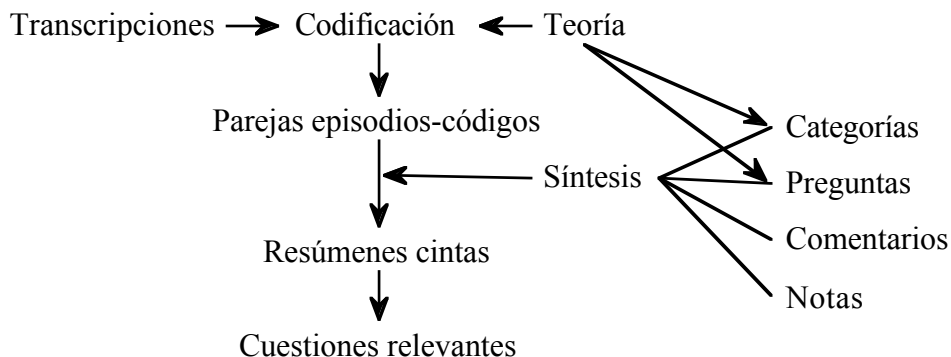 Transcripciones
Codificación
Teoría
Parejas episodios-códigos
Categorías
Síntesis
Preguntas
Resúmenes cintas
Comentarios
Notas
Cuestiones relevantes